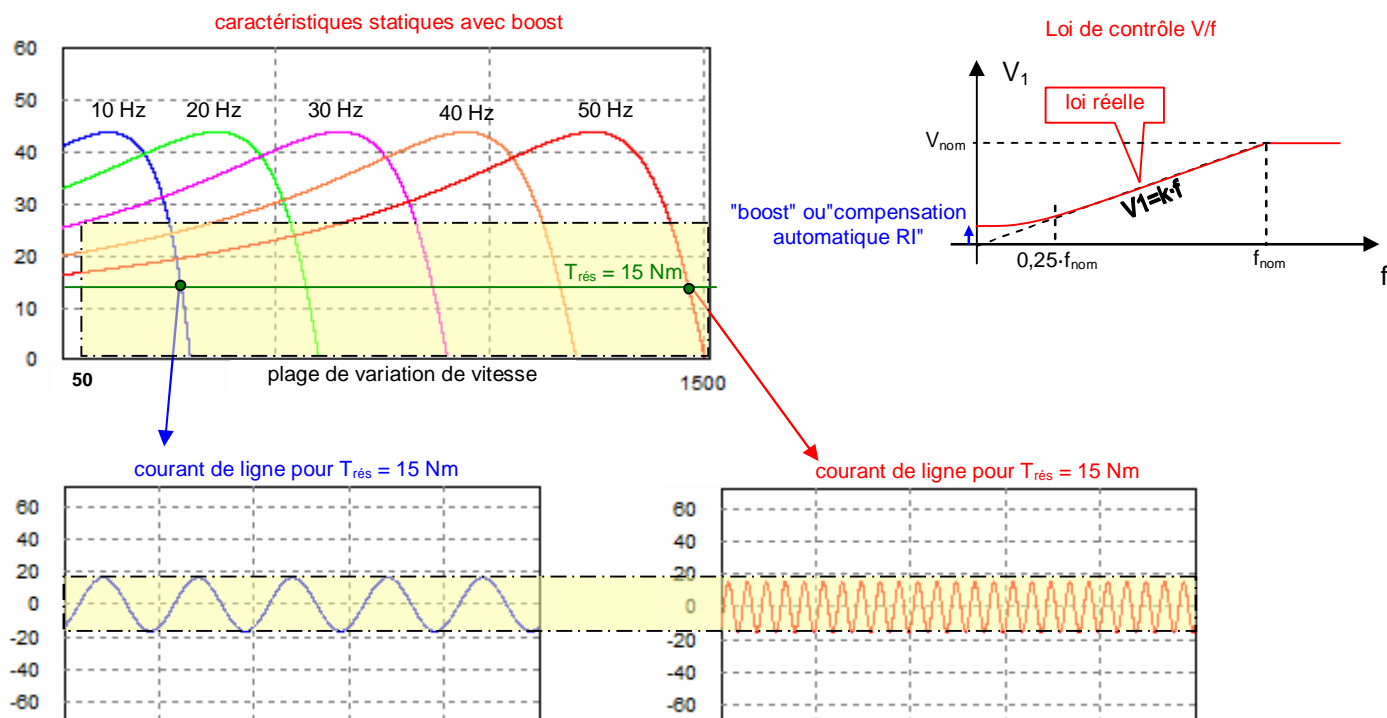 caractéristiques statiques avec boost
60
50
40
30
20
10
0
10 Hz 20 Hz 30 Hz 40 Hz 50 Hz
Trés = 15 Nm
50 plage de variation de vitesse 1500
Loi de contrôle V/f
V1
loi réelle
Vnom
V1=k·f
"boost" ou"compensation
automatique RI"
0,25·fnom fnom
f
courant de ligne pour Trés = 15 Nm
60
40
20
0
-20
-40
-60
courant de ligne pour Trés = 15 Nm
60
40
20
0
-20
-40
-60